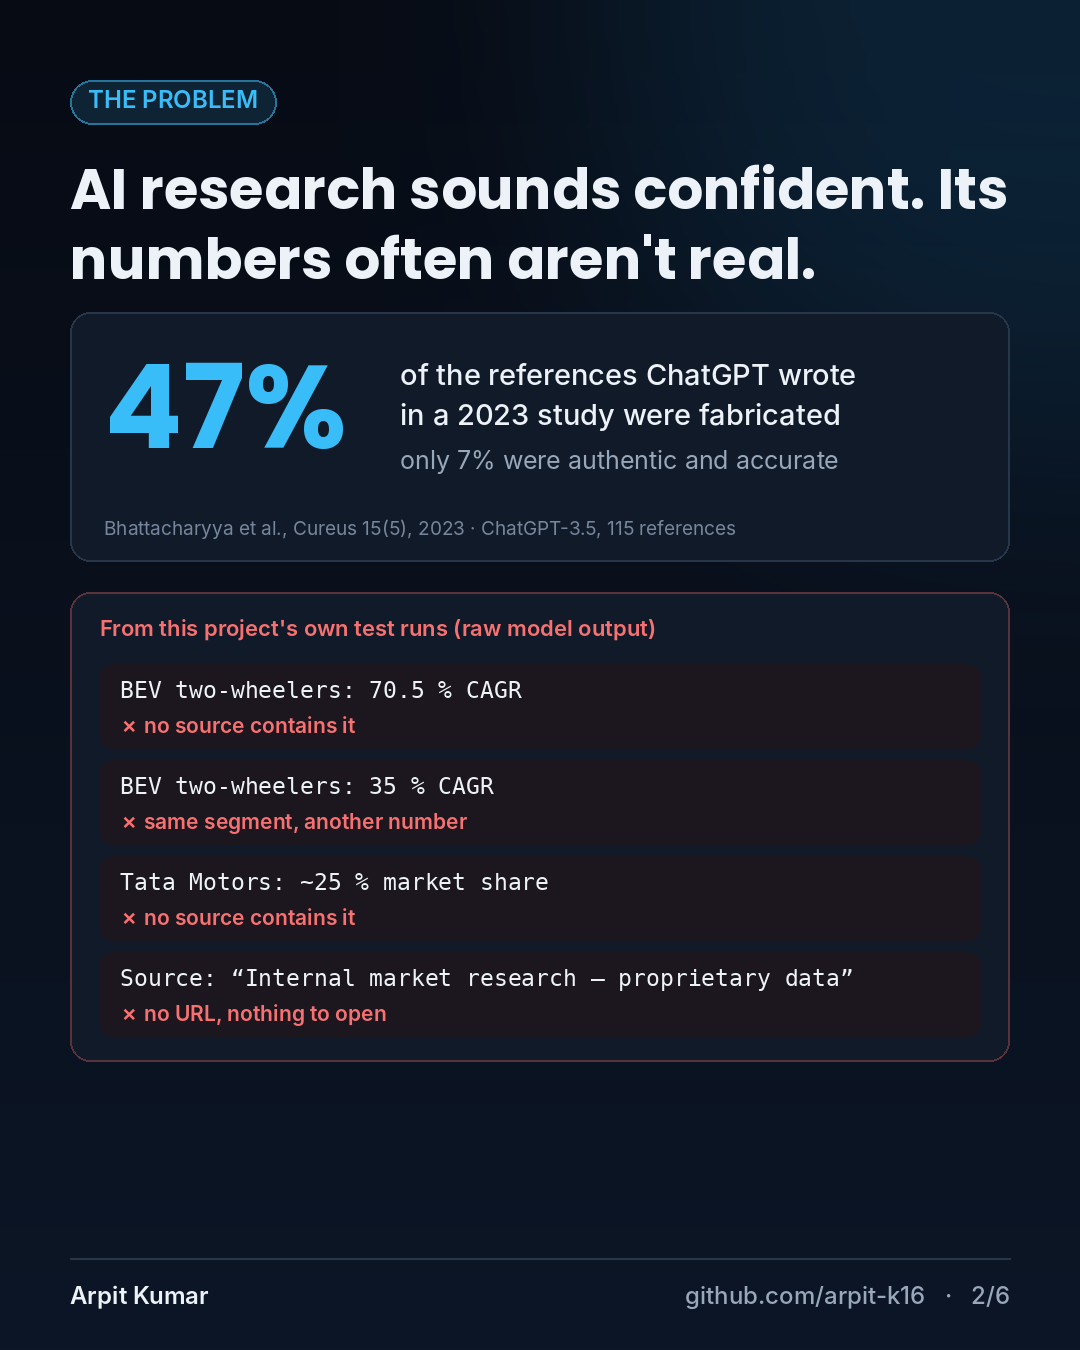 THE PROBLEM
AI research sounds confident. Its
numbers often aren't real.
47%
of the references ChatGPT wrote
in a 2023 study were fabricated
only 7% were authentic and accurate
Bhattacharyya et al., Cureus 15(5), 2023 · ChatGPT-3.5, 115 references
From this project's own test runs (raw model output)
BEV two-wheelers: 70.5 % CAGR
× no source contains it
BEV two-wheelers: 35 % CAGR
× same segment, another number
Tata Motors: ~25 % market share
× no source contains it
Source: “Internal market research – proprietary data”
× no URL, nothing to open
Arpit Kumar
github.com/arpit-k16 · 2/6